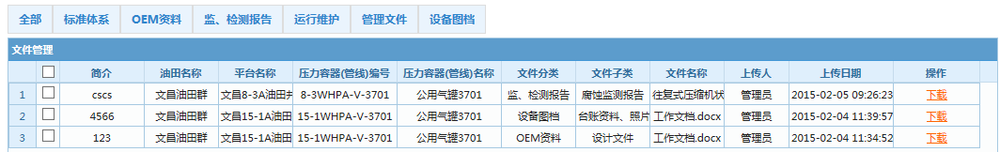 全部 标准体系 OEM资料 监、检测报告 运行维护 管理文件 设备图档
文件管理
简介 油田名称 平台名称 压力容器(管线)编号 压力容器(管线)名称 文件分类 文件子类 文件名称 上传人 上传日期 操作
1 cscs 文昌油田群 文昌8-3A油田井 8-3WHPA-V-3701 公用气罐3701 监、检测报告 腐蚀监测报告 往复式压缩机状 管理员 2015-02-05 09:26:23 下载
2 4566 文昌油田群 文昌15-1A油田 15-1WHPA-V-3701 公用气罐3701 设备图档 台账资料、照片 工作文档.docx 管理员 2015-02-04 11:39:57 下载
3 123 文昌油田群 文昌15-1A油田 15-1WHPA-V-3701 公用气罐3701 OEM资料 设计文件 工作文档.docx 管理员 2015-02-04 11:34:52 下载